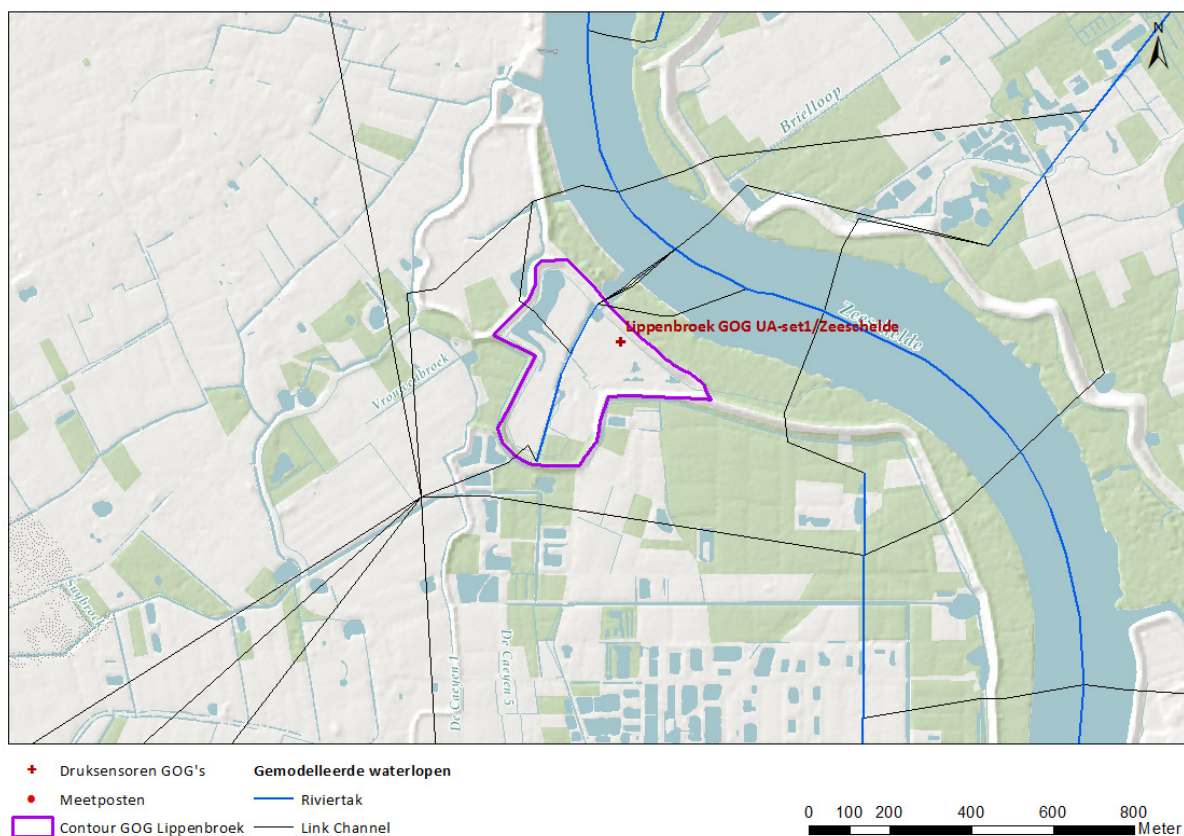 N
Brielloop
Zeeschelde
Lippenbroek GOG UA-set1/Zeeschelde
Vrouwenbroek
Suybroek
De Caeyen 1
De Caeyen 5
Druksensoren GOG's
Meetposten
Contour GOG Lippenbroek
Gemodelleerde waterlopen
Riviertak
Link Channel
0 100 200 400 600 800
Meter